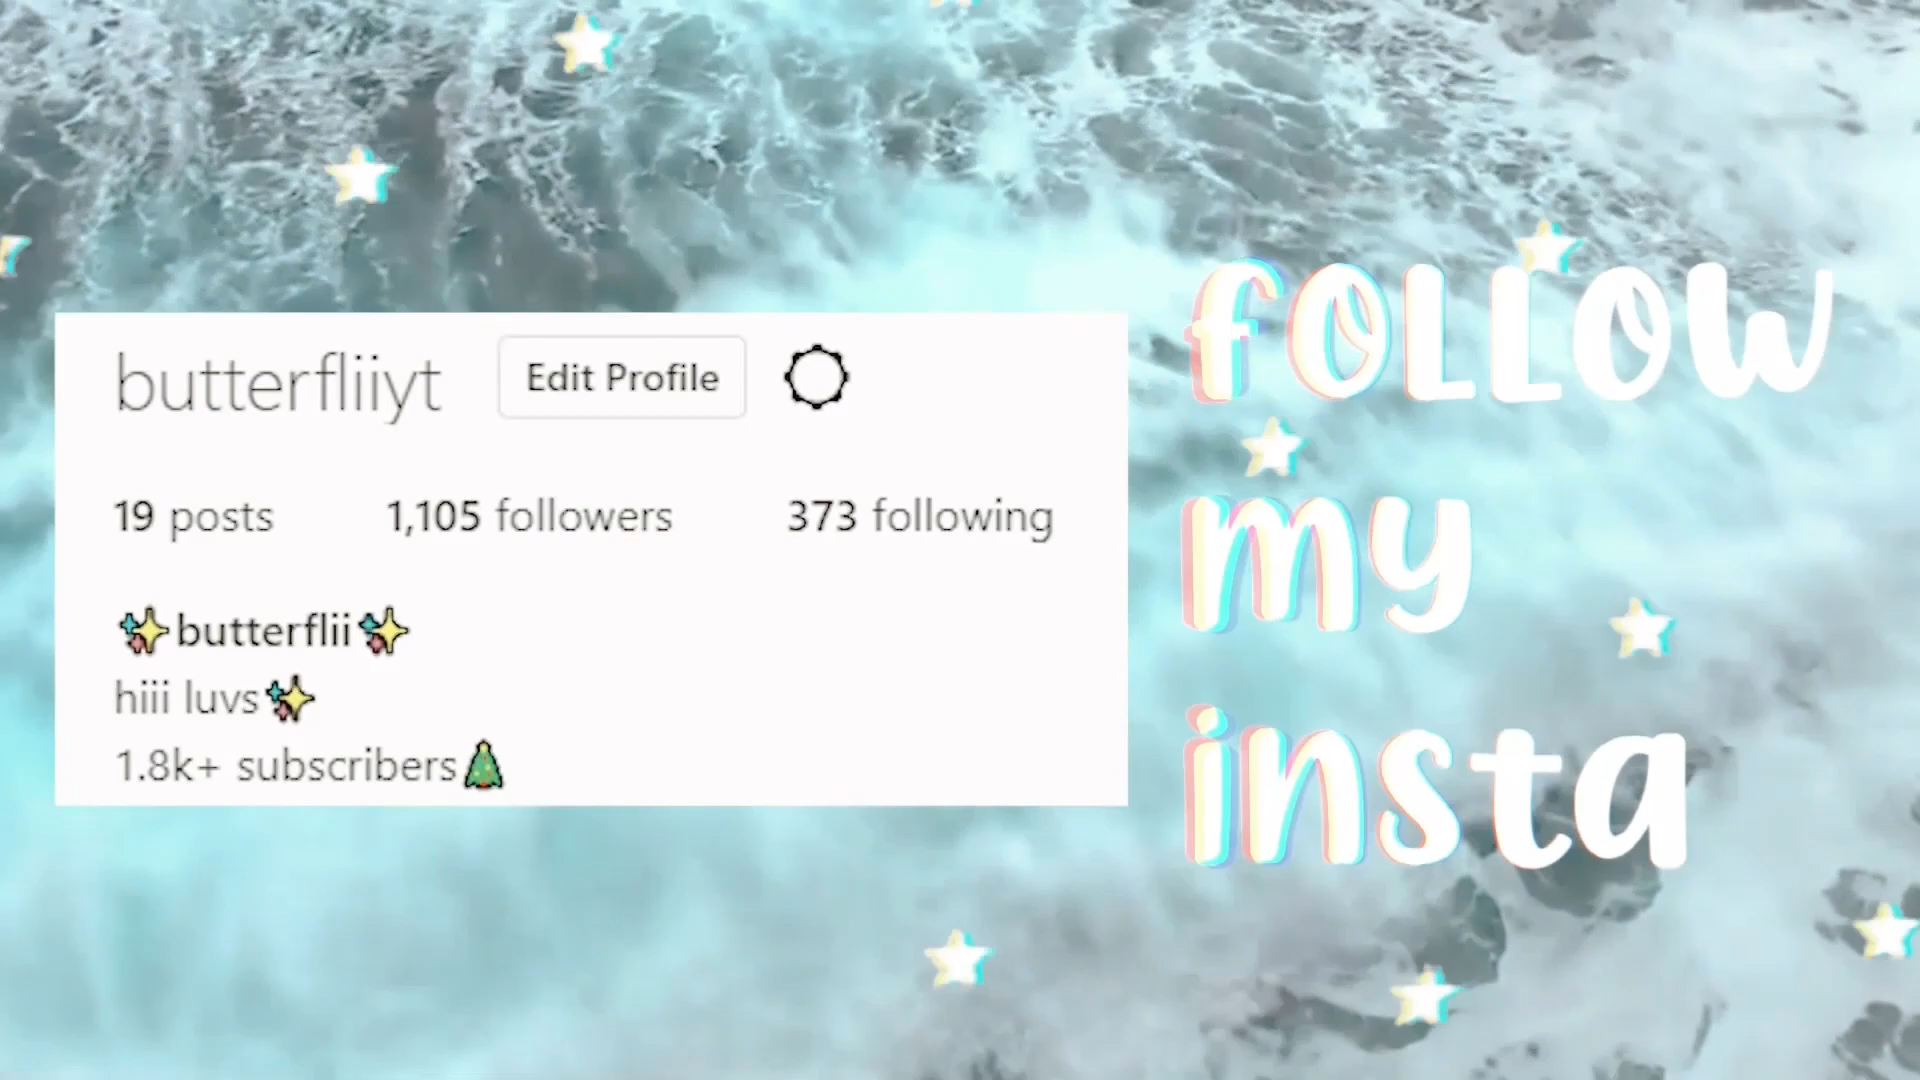 butterfliiyt Edit Profile
19 posts 1,105 followers 373 following
✨butterflii✨
hiii luvs✨
1.8k+ subscribers🎄
follow
my
insta